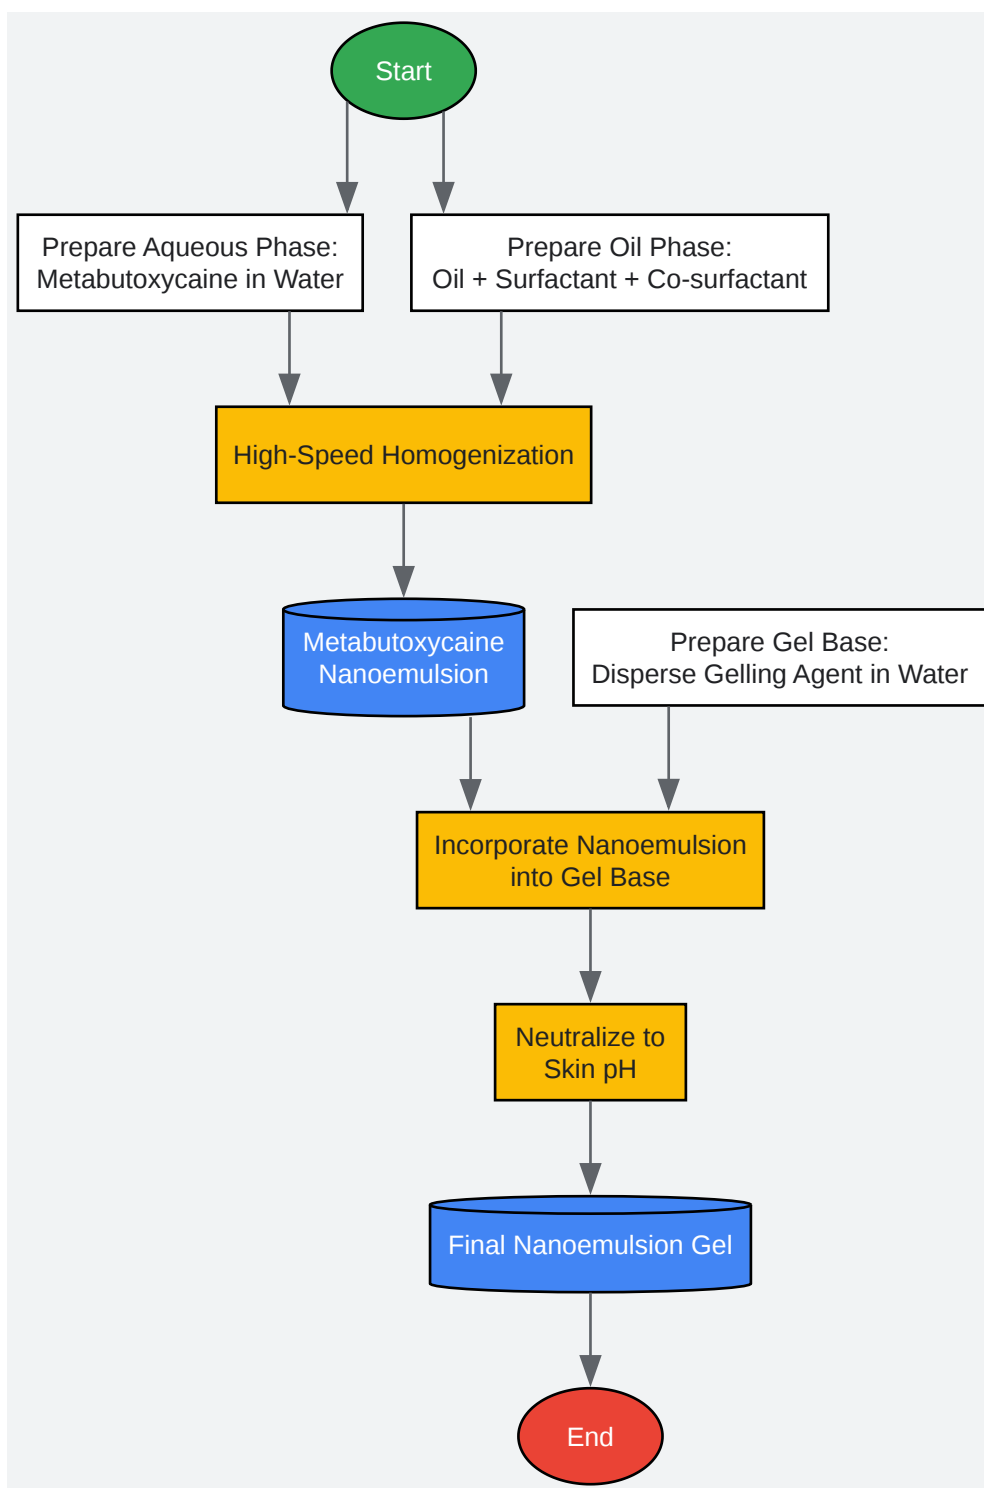 Start
Prepare Aqueous Phase:
Metabutoxycaine in Water
Prepare Oil Phase:
Oil + Surfactant + Co-surfactant
High-Speed Homogenization
Metabutoxycaine
Nanoemulsion
Prepare Gel Base:
Disperse Gelling Agent in Water
Incorporate Nanoemulsion
into Gel Base
Neutralize to
Skin pH
Final Nanoemulsion Gel
End